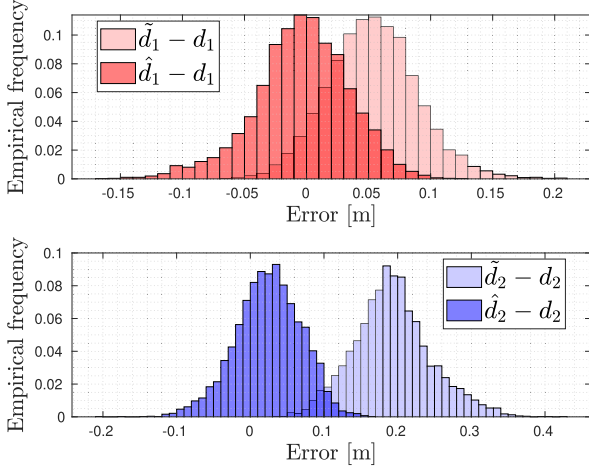 Empirical frequency
0.1
0.08
0.06
0.04
0.02
0
d̃₁ − d₁
d̂₁ − d₁
-0.15 -0.1 -0.05 0 0.05 0.1 0.15 0.2
Error [m]
Empirical frequency
0.1
0.08
0.06
0.04
0.02
0
d̃₂ − d₂
d̂₂ − d₂
-0.2 -0.1 0 0.1 0.2 0.3 0.4
Error [m]